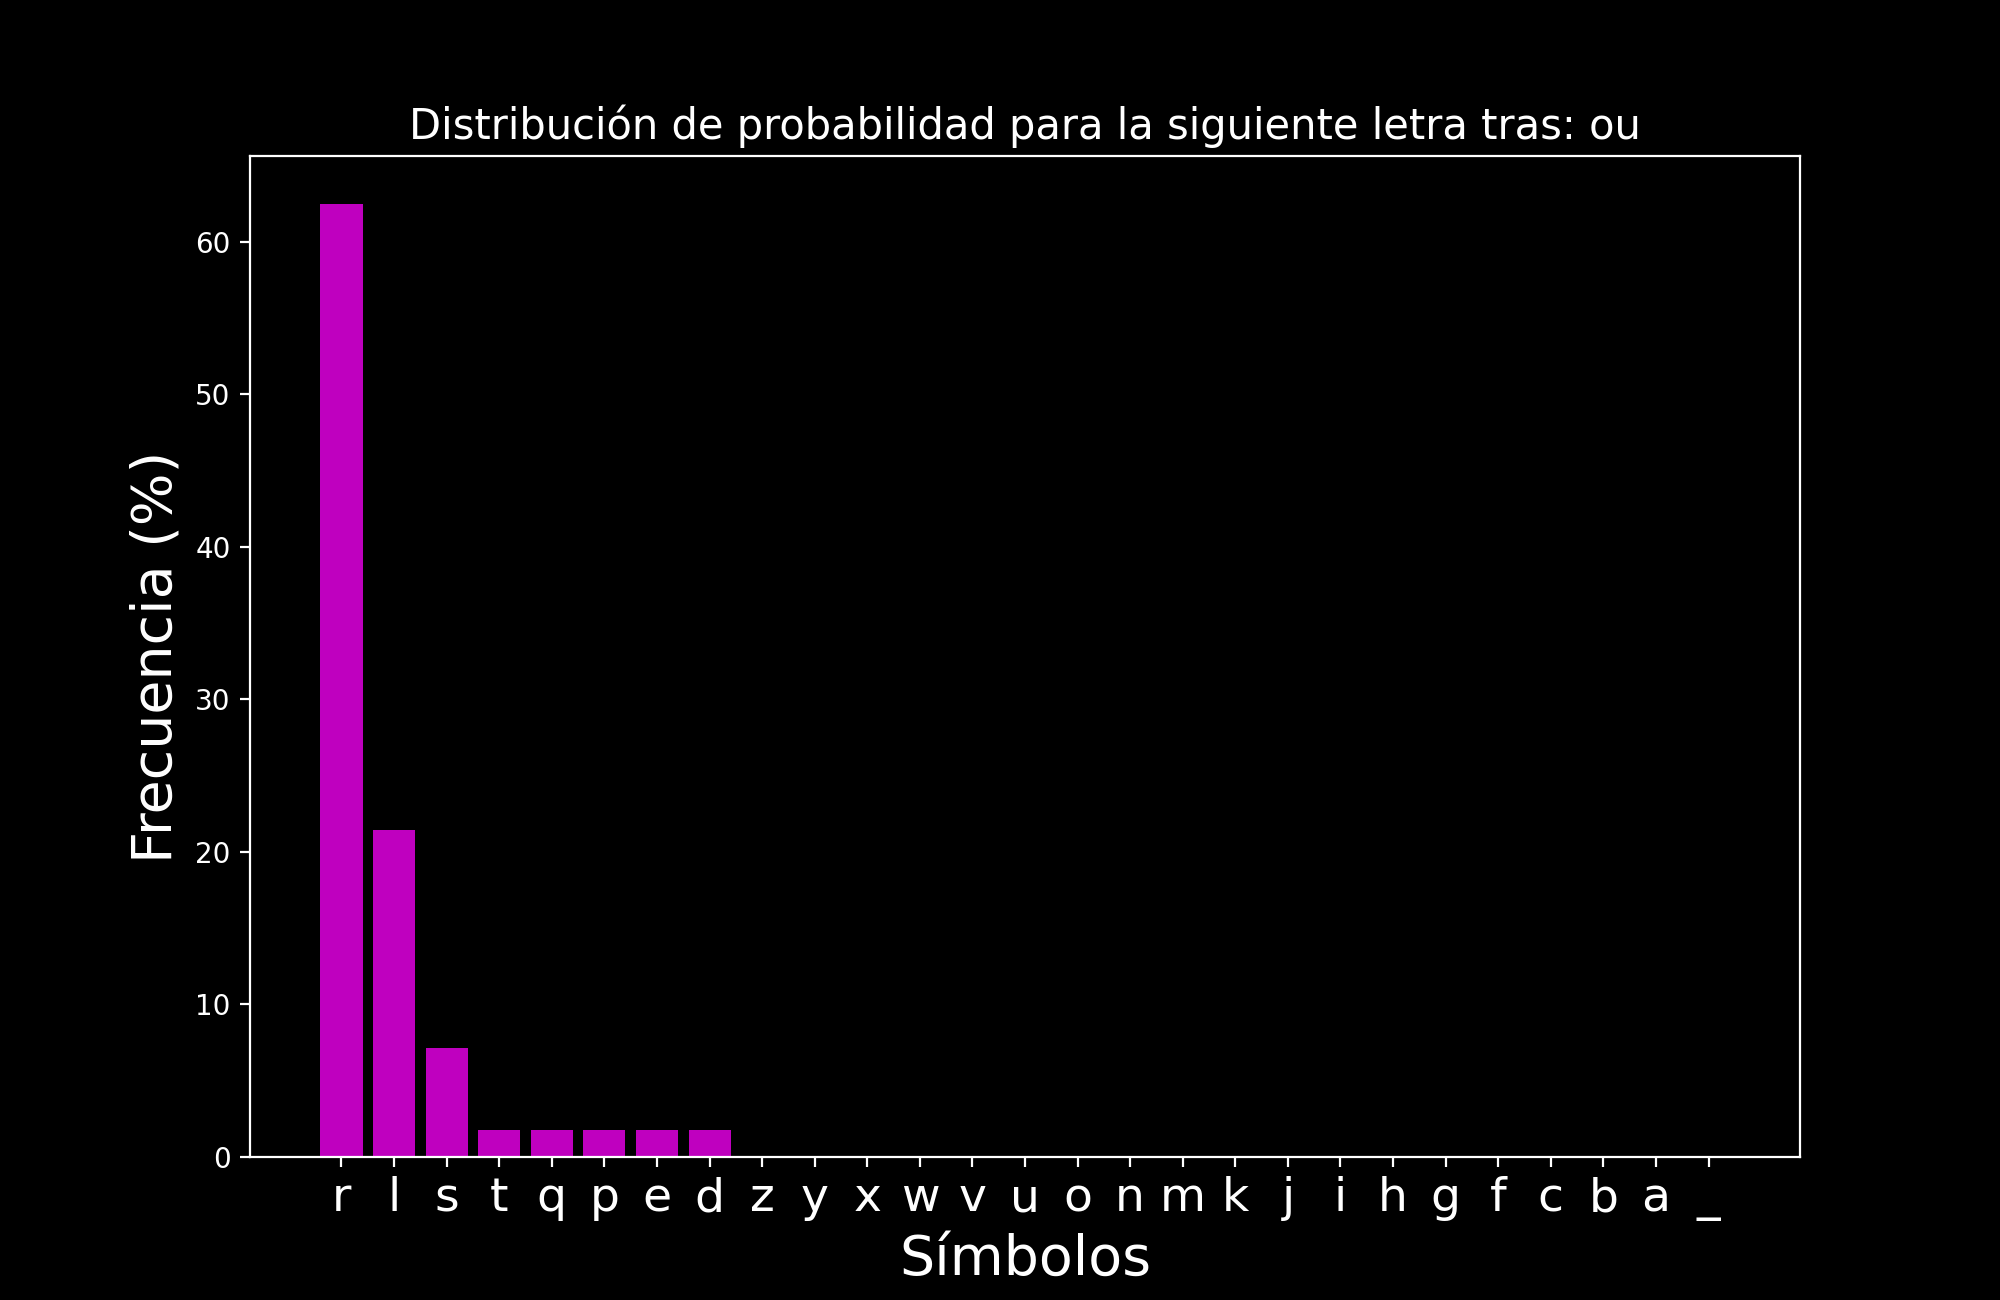 Distribución de probabilidad para la siguiente letra tras: ou
Frecuencia (%)
60
50
40
30
20
10
0
r l s t q p e d z y x w v u o n m k j i h g f c b a _
Símbolos